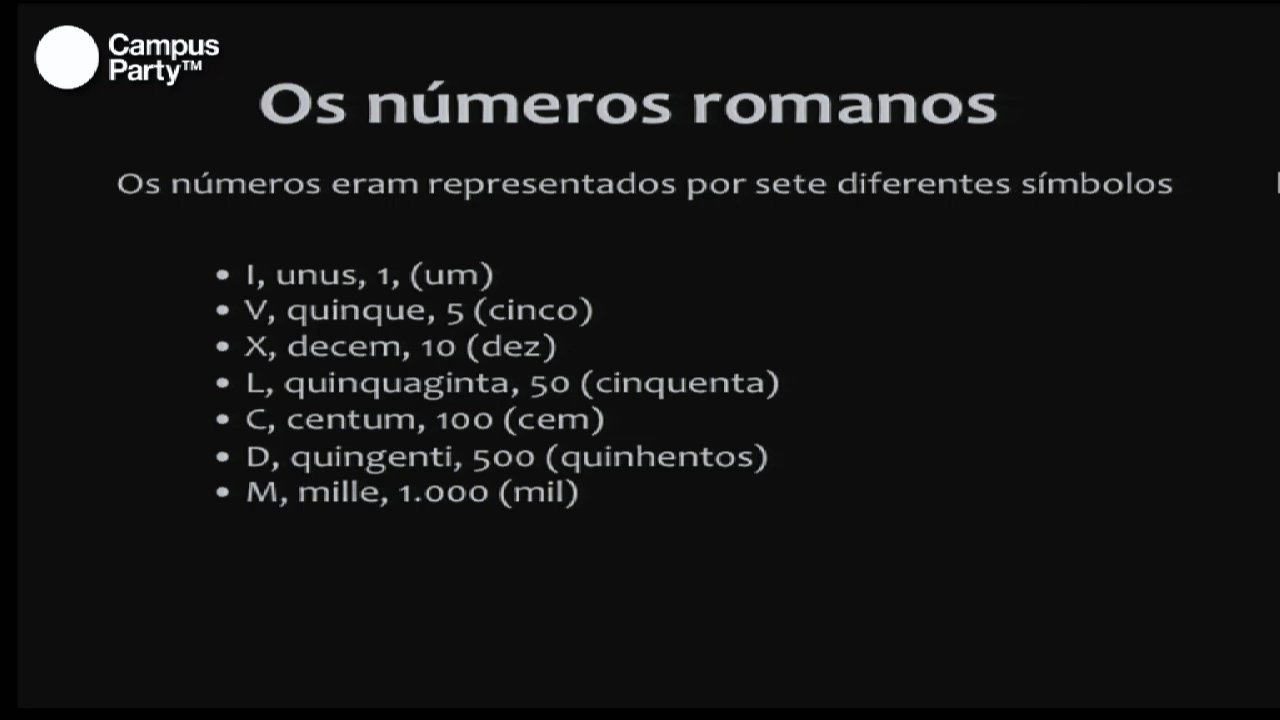 Campus
Party™
Os números romanos
Os números eram representados por sete diferentes símbolos
• I, unus, 1, (um)
• V, quinque, 5 (cinco)
• X, decem, 10 (dez)
• L, quinquaginta, 50 (cinquenta)
• C, centum, 100 (cem)
• D, quingenti, 500 (quinhentos)
• M, mille, 1.000 (mil)